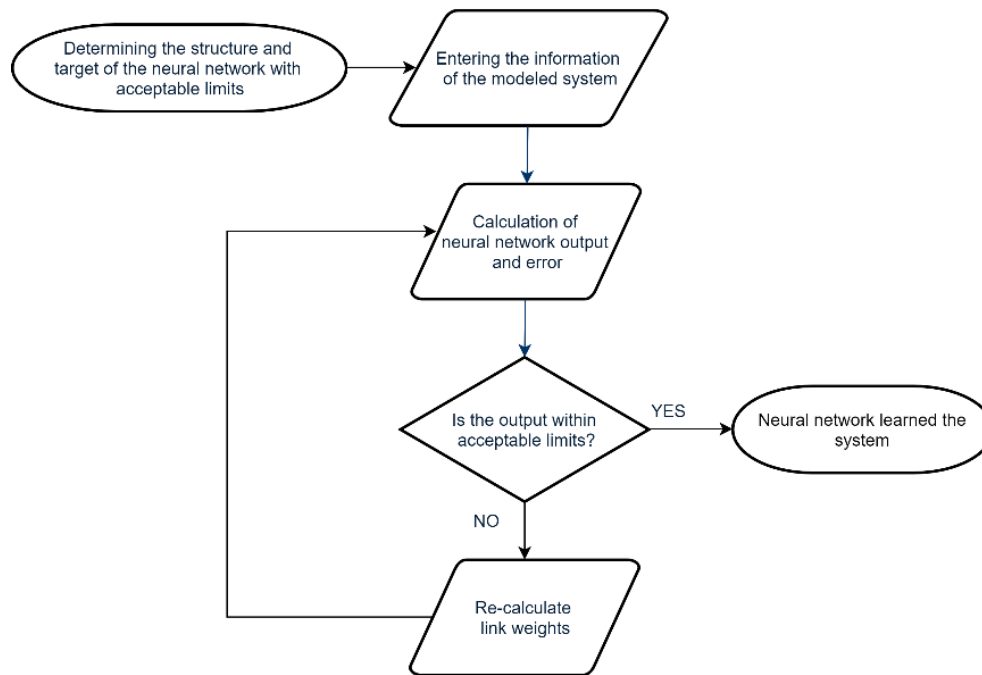 Determining the structure and
target of the neural network with
acceptable limits
Entering the information
of the modeled system
Calculation of
neural network output
and error
Is the output within
acceptable limits?
YES
Neural network learned the
system
NO
Re-calculate
link weights